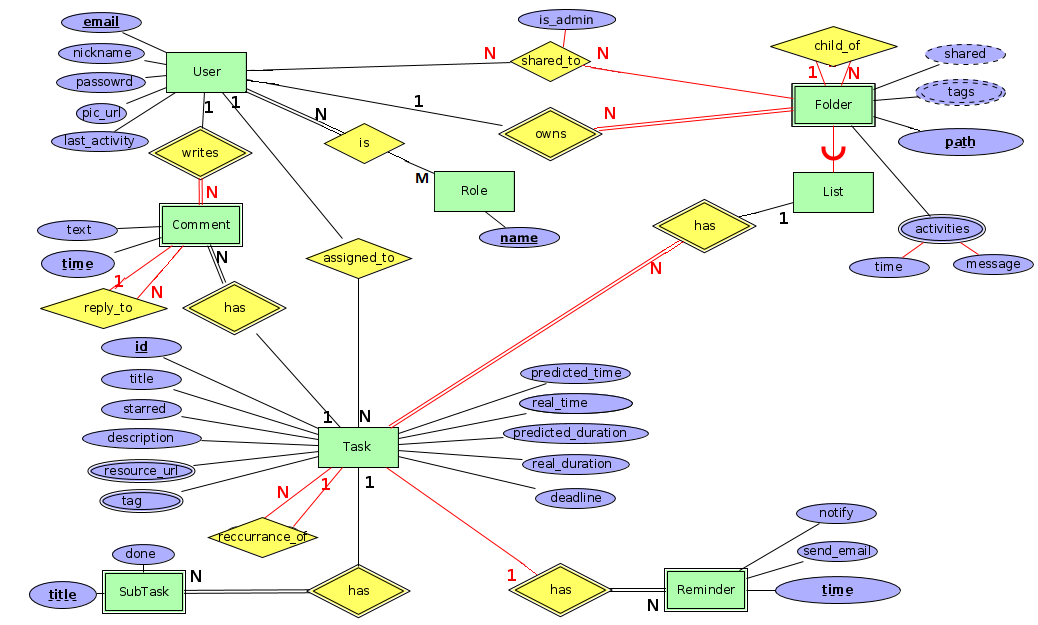 email
nickname
passowrd
pic_url
last_activity
User
is_admin
N
shared_to
N
child_of
1
N
shared
tags
path
Folder
1
1
N
1
owns
N
writes
is
M
Role
name
List
activities
time
message
N
Comment
text
time
1
N
reply_to
N
has
assigned_to
has
1
N
id
title
starred
description
resource_url
tag
1
N
Task
predicted_time
real_time
predicted_duration
real_duration
deadline
N
1
1
reccurrance_of
notify
send_email
time
done
title
SubTask
N
has
1
has
N
Reminder